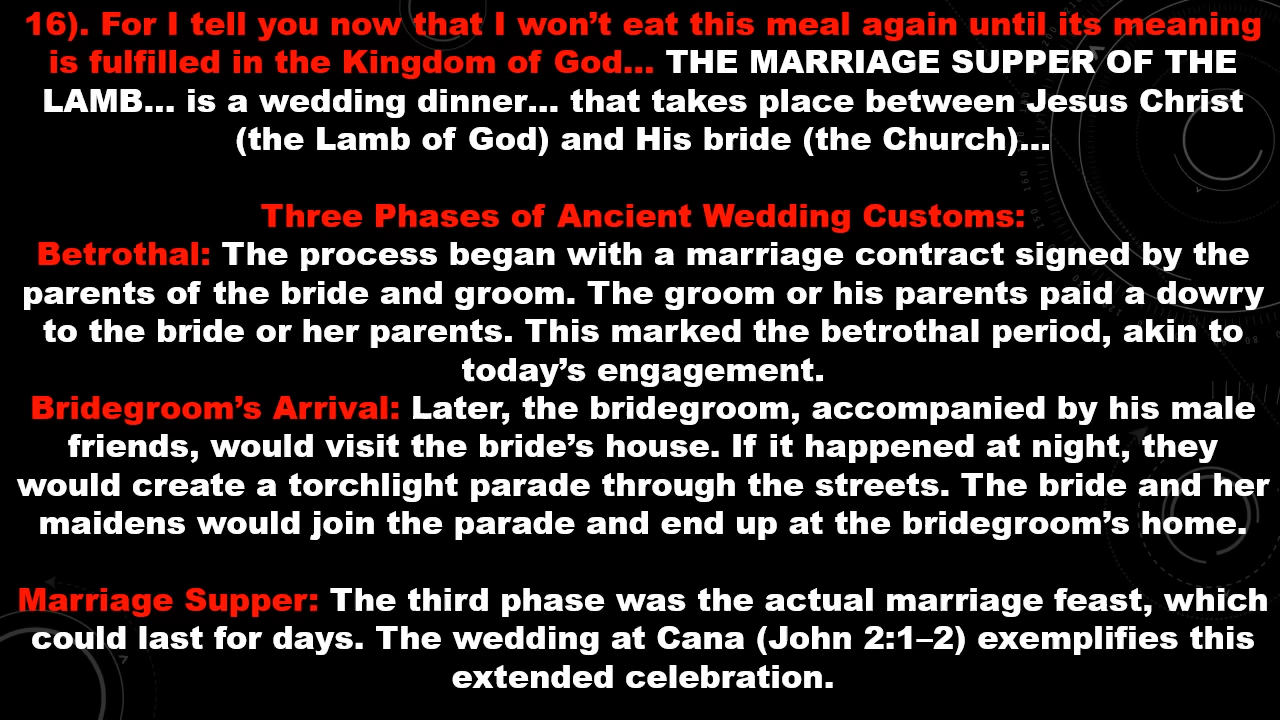 16). For I tell you now that I won’t eat this meal again until its meaning
is fulfilled in the Kingdom of God... THE MARRIAGE SUPPER OF THE
LAMB... is a wedding dinner... that takes place between Jesus Christ
(the Lamb of God) and His bride (the Church)...
Three Phases of Ancient Wedding Customs:
Betrothal: The process began with a marriage contract signed by the
parents of the bride and groom. The groom or his parents paid a dowry
to the bride or her parents. This marked the betrothal period, akin to
today’s engagement.
Bridegroom’s Arrival: Later, the bridegroom, accompanied by his male
friends, would visit the bride’s house. If it happened at night, they
would create a torchlight parade through the streets. The bride and her
maidens would join the parade and end up at the bridegroom’s home.
Marriage Supper: The third phase was the actual marriage feast, which
could last for days. The wedding at Cana (John 2:1–2) exemplifies this
extended celebration.